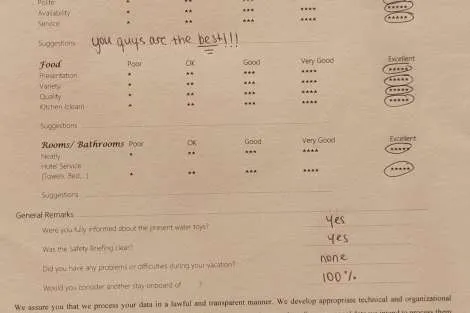 Polite * ** *** *****
Availability * ** *** **** *****
Service * ** *** **** *****
Suggestions you guys are the best!!!
Food Poor OK Good Very Good Excellent
Presentation * ** *** **** *****
Variety * ** *** **** *****
Quality * ** *** **** *****
Kitchen (clean) * ** *** **** *****
Suggestions
Rooms/ Bathrooms Poor OK Good Very Good Excellent
Neatly * ** *** **** *****
Hotel Service
(Towels, Bed,..) * ** *** **** *****
Suggestions
General Remarks
Were you fully informed about the present water toys? yes
Was the Safety Briefing clear? yes
Did you have any problems or difficulties during your vacation? none
Would you consider another stay onboard of ? 100%
We assure you that we process your data in a lawful and transparent manner. We develop appropriate technical and organizational